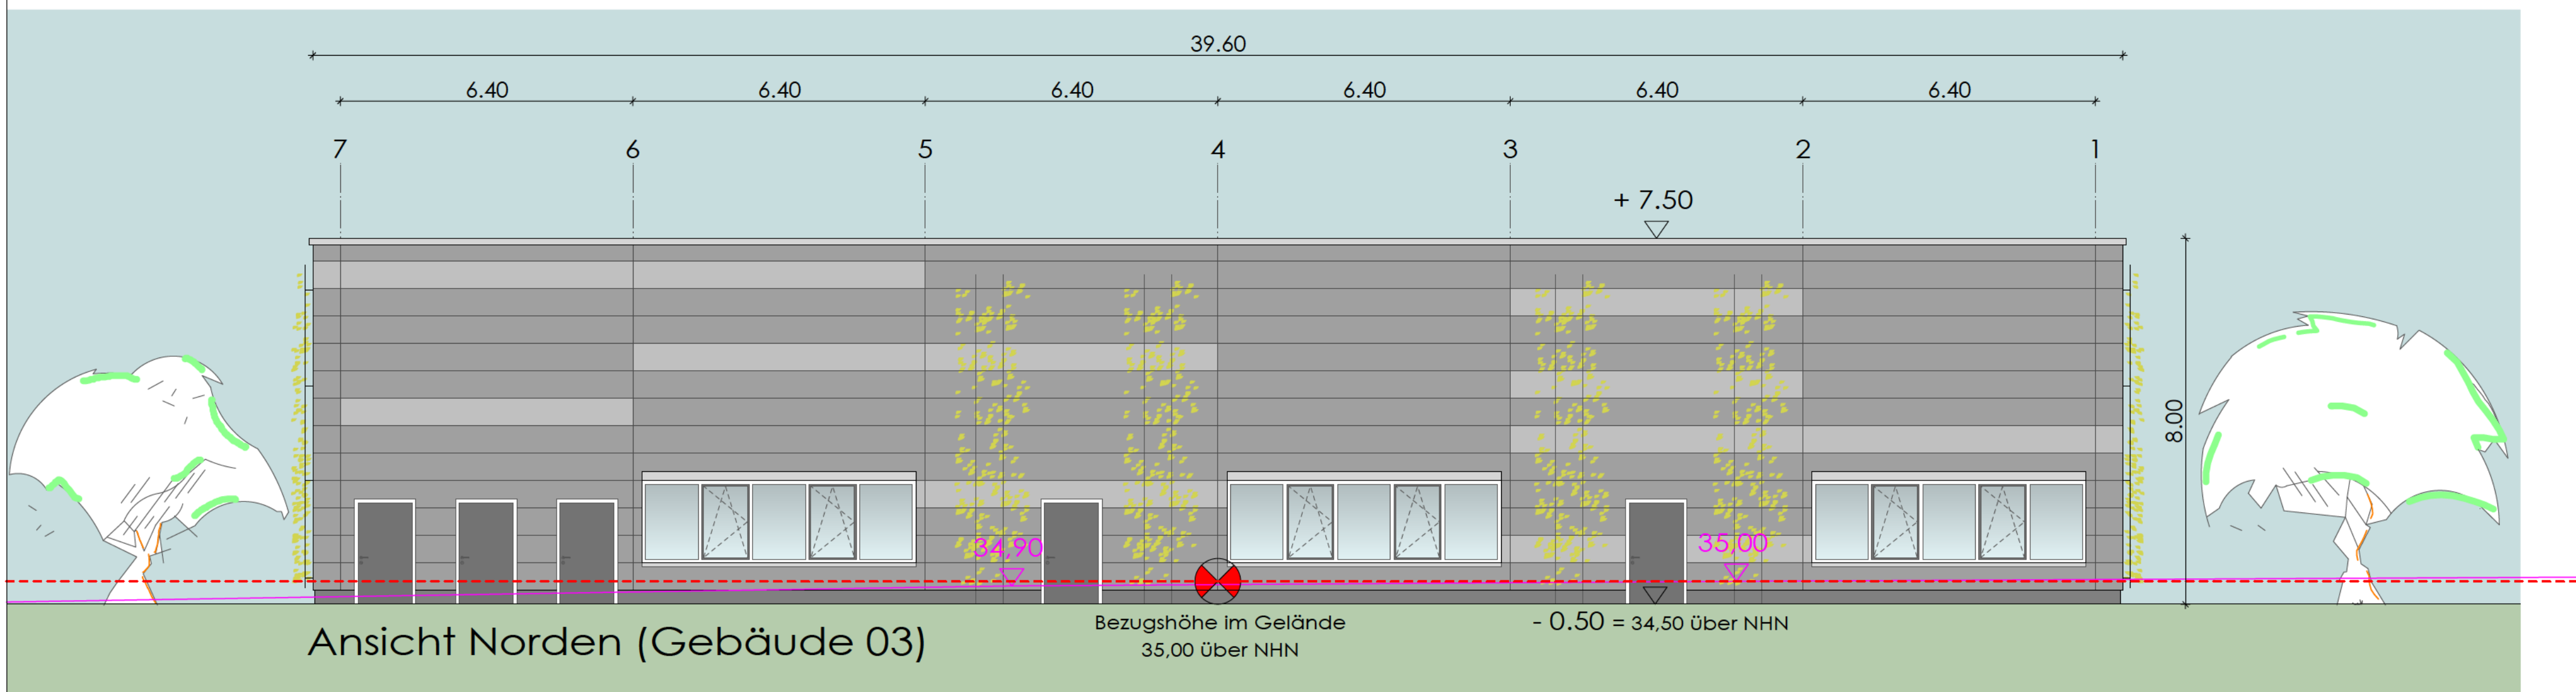 39.60
6.40 6.40 6.40 6.40 6.40 6.40
7 6 5 4 3 2 1
+ 7.50
8.00
34,90 35,00
Bezugshöhe im Gelände
35,00 über NHN
- 0.50 = 34,50 über NHN
Ansicht Norden (Gebäude 03)